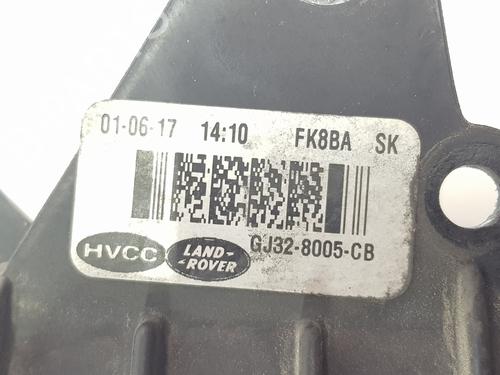 01-06-17 14:10 FK8BA SK
HVCC LAND-ROVER GJ32-8005-CB